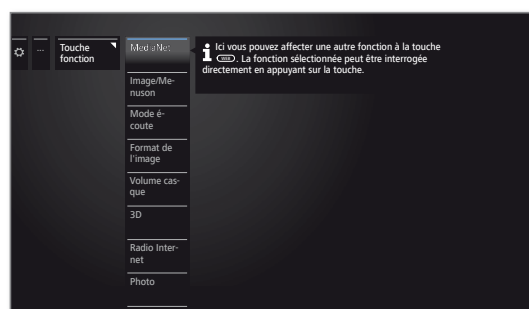 ...
Touche
fonction
MediaNet
Ici vous pouvez affecter une autre fonction à la touche
. La fonction sélectionnée peut être interrogée
directement en appuyant sur la touche.
Image/Me-
nuson
Mode é-
coute
Format de
l'image
Volume cas-
que
3D
Radio Inter-
net
Photo